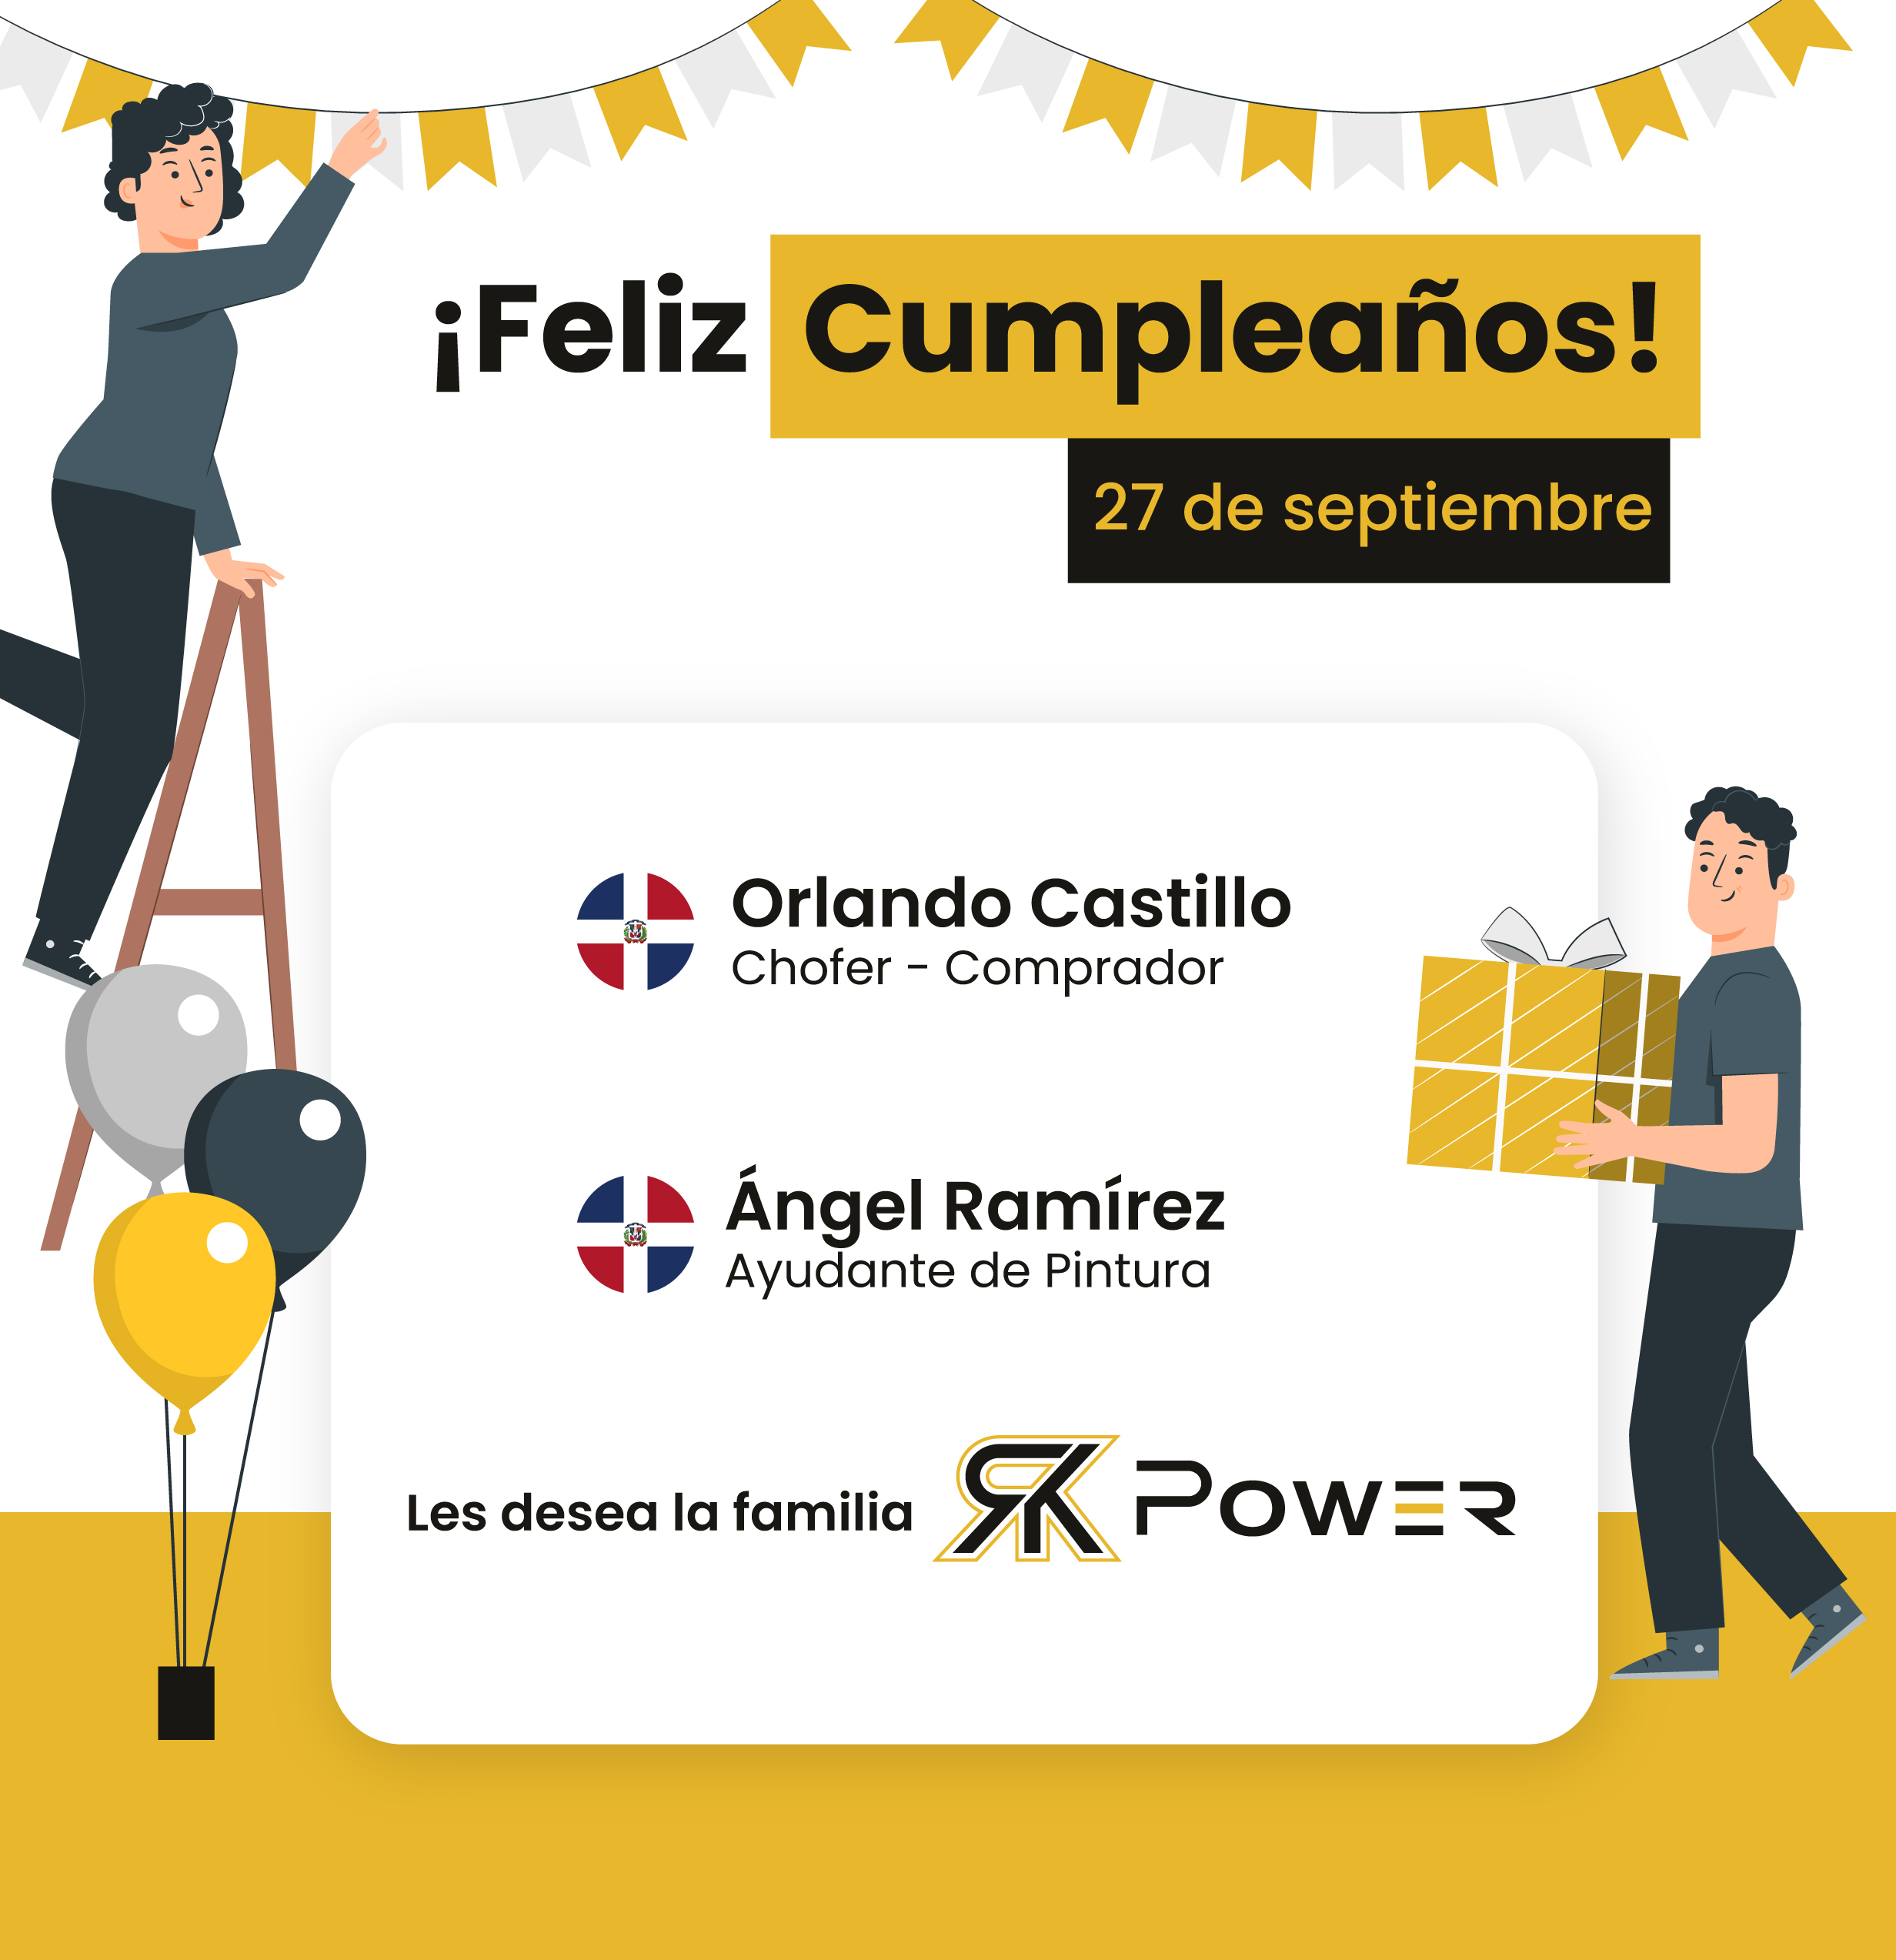 ¡Feliz Cumpleaños!
27 de septiembre
Orlando Castillo
Chofer - Comprador
Ángel Ramírez
Ayudante de Pintura
Les desea la familia RK POWER